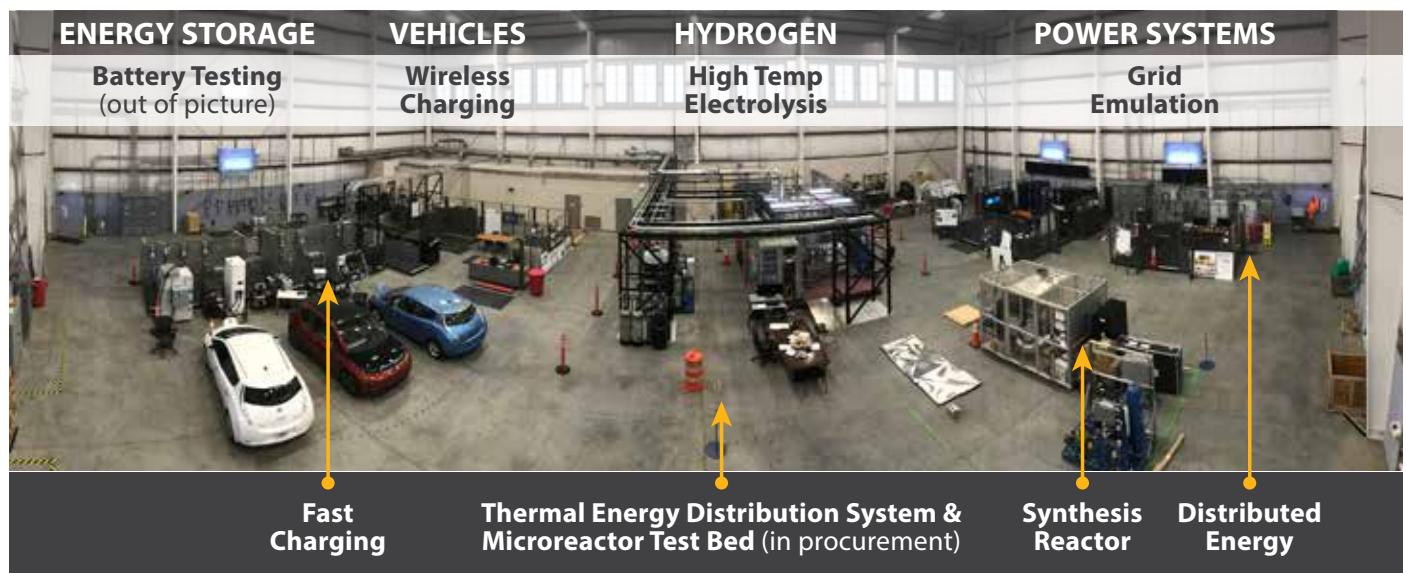 ENERGY STORAGE
Battery Testing
(out of picture)
VEHICLES
Wireless
Charging
HYDROGEN
High Temp
Electrolysis
POWER SYSTEMS
Grid
Emulation
Fast
Charging
Thermal Energy Distribution System &
Microreactor Test Bed (in procurement)
Synthesis
Reactor
Distributed
Energy